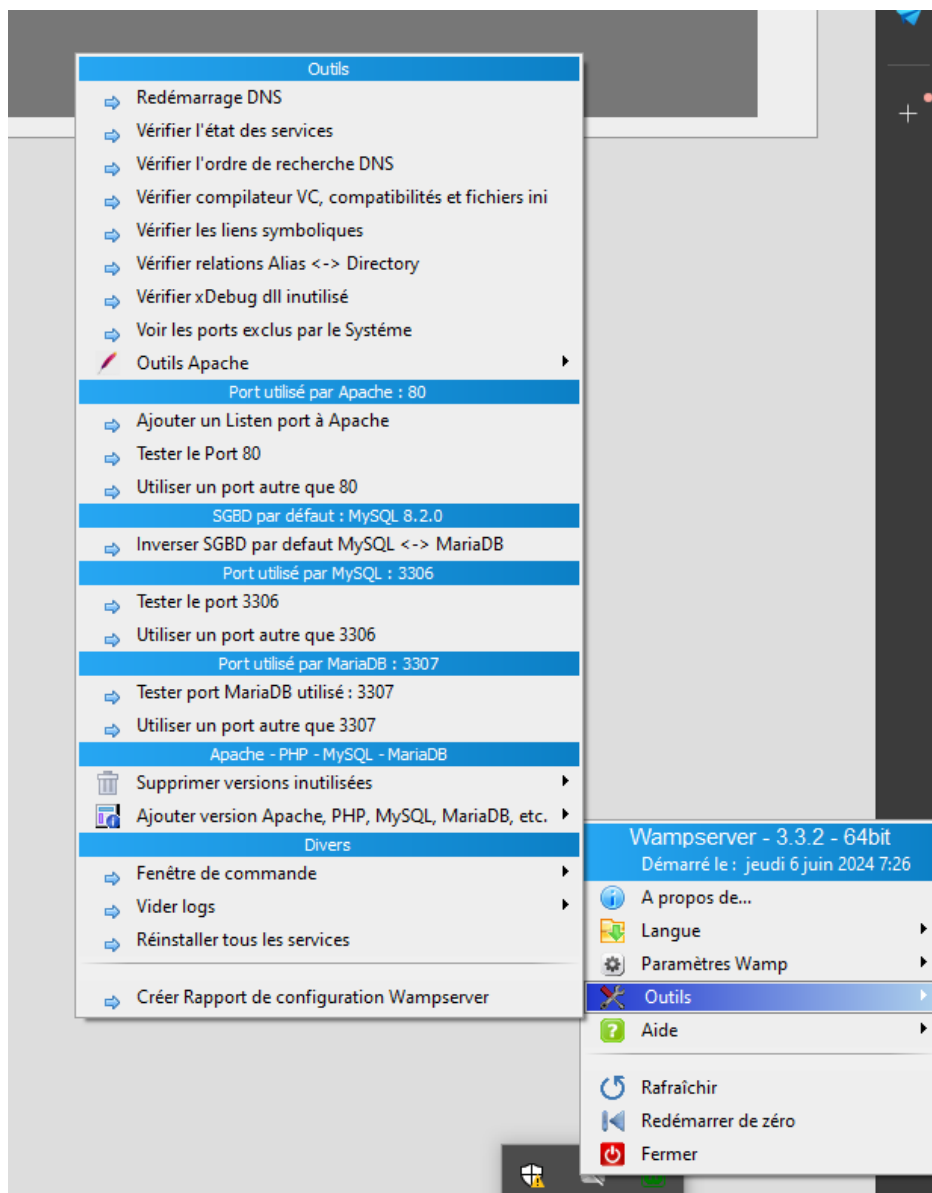 Outils
Redémarrage DNS
Vérifier l'état des services
Vérifier l'ordre de recherche DNS
Vérifier compilateur VC, compatibilités et fichiers ini
Vérifier les liens symboliques
Vérifier relations Alias <-> Directory
Vérifier xDebug dll inutilisé
Voir les ports exclus par le Systéme
Outils Apache
Port utilisé par Apache : 80
Ajouter un Listen port à Apache
Tester le Port 80
Utiliser un port autre que 80
SGBD par défaut : MySQL 8.2.0
Inverser SGBD par defaut MySQL <-> MariaDB
Port utilisé par MySQL : 3306
Tester le port 3306
Utiliser un port autre que 3306
Port utilisé par MariaDB : 3307
Tester port MariaDB utilisé : 3307
Utiliser un port autre que 3307
Apache - PHP - MySQL - MariaDB
Supprimer versions inutilisées
Ajouter version Apache, PHP, MySQL, MariaDB, etc.
Divers
Fenêtre de commande
Vider logs
Réinstaller tous les services
Créer Rapport de configuration Wampserver
Wampserver - 3.3.2 - 64bit
Démarré le : jeudi 6 juin 2024 7:26
A propos de...
Langue
Paramètres Wamp
Outils
Aide
Rafraîchir
Redémarrer de zéro
Fermer